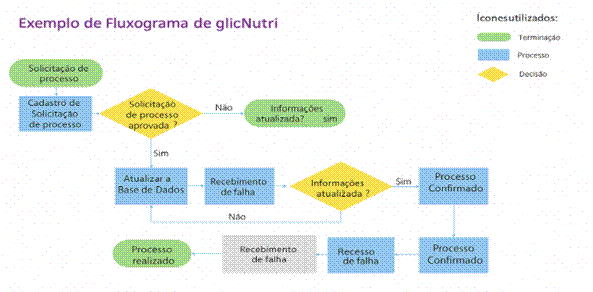 Exemplo de Fluxograma de glicNutri
Íconesutilizados:
Terminação
Processo
Decisão
Solicitação de
processo
Cadastro de
Solicitação
de processo
Solicitação
de processo
aprovada ?
Não
Informações
atualizada? sim
Sim
Atualizar a
Base de Dados
Recebimento
de falha
Informações
atualizada ?
Sim
Processo
Confirmado
Não
Processo
realizado
Recebimento
de falha
Recesso
de falha
Processo
Confirmado